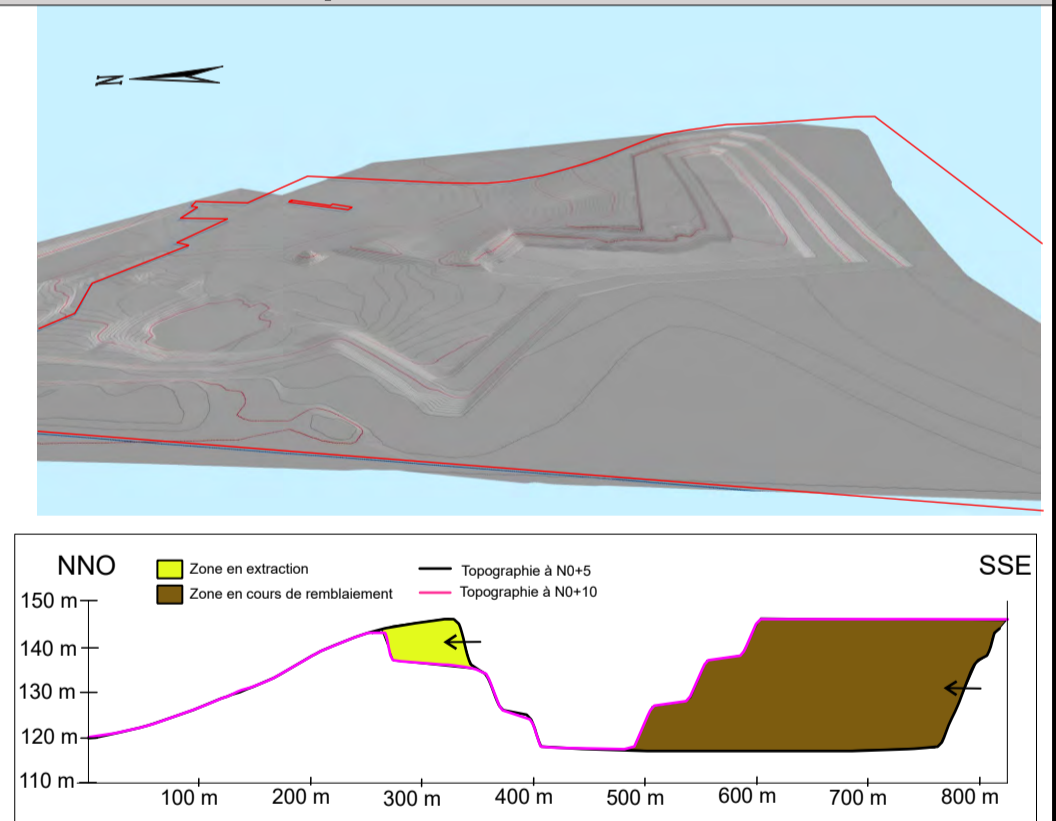 N
NNO
Zone en extraction
Topographie à N0+5
SSE
Zone en cours de remblaiement
Topographie à N0+10
150 m
140 m
130 m
120 m
110 m
100 m 200 m 300 m 400 m 500 m 600 m 700 m 800 m